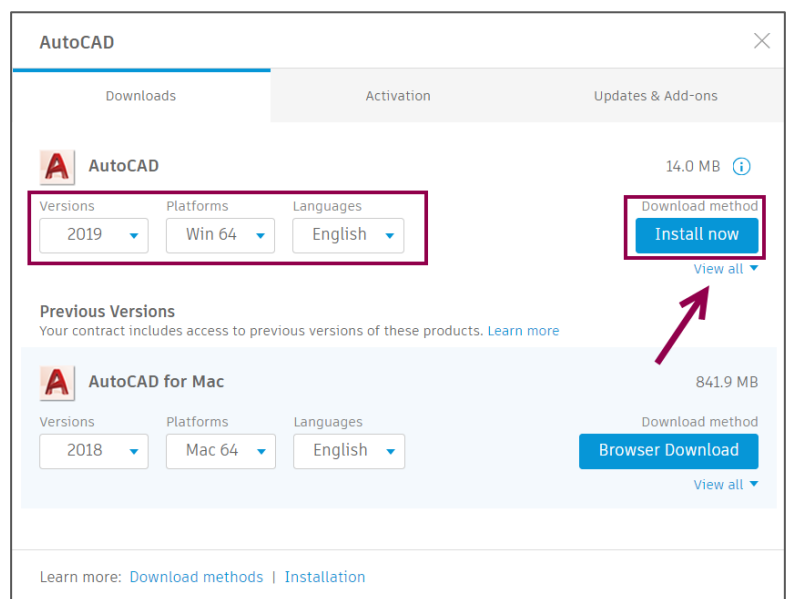 AutoCAD
Downloads Activation Updates & Add-ons
AutoCAD 14.0 MB
Versions Platforms Languages Download method
2019 Win 64 English Install now
View all
Previous Versions
Your contract includes access to previous versions of these products. Learn more
AutoCAD for Mac 841.9 MB
Versions Platforms Languages Download method
2018 Mac 64 English Browser Download
View all
Learn more: Download methods | Installation